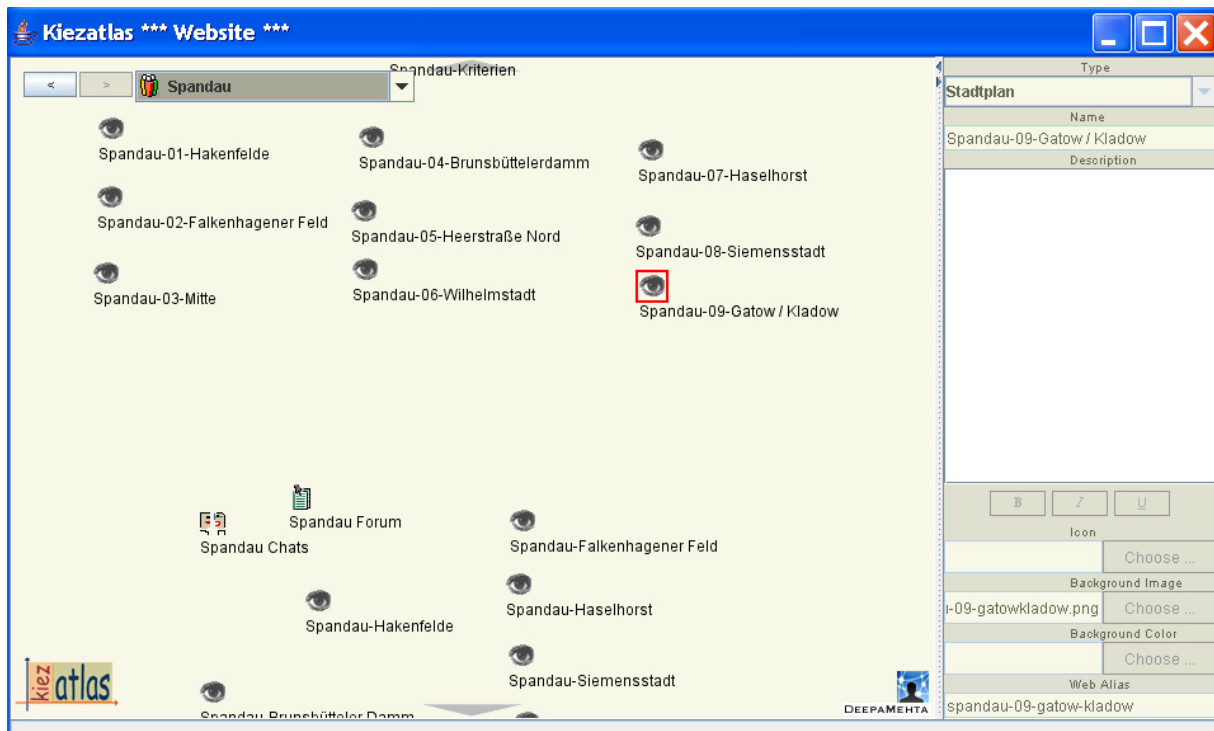 Kiezatlas *** Website ***
Spandau-Kriterien
< > Spandau
Spandau-01-Hakenfelde
Spandau-04-Brunsbüttelerdamm
Spandau-07-Haselhorst
Spandau-02-Falkenhagener Feld
Spandau-05-Heerstraße Nord
Spandau-08-Siemensstadt
Spandau-03-Mitte
Spandau-06-Wilhelmstadt
Spandau-09-Gatow / Kladow
Spandau Forum
Spandau Chats
Spandau-Falkenhagener Feld
Spandau-Haselhorst
Spandau-Hakenfelde
Spandau-Siemensstadt
Spandau Brunsbütteler Damm
kiez atlas
DEEPAMEHTA
Type
Stadtplan
Name
Spandau-09-Gatow / Kladow
Description
B I U
Icon
Choose ...
Background Image
-09-gatowkladow.png Choose ...
Background Color
Choose ...
Web Alias
spandau-09-gatow-kladow